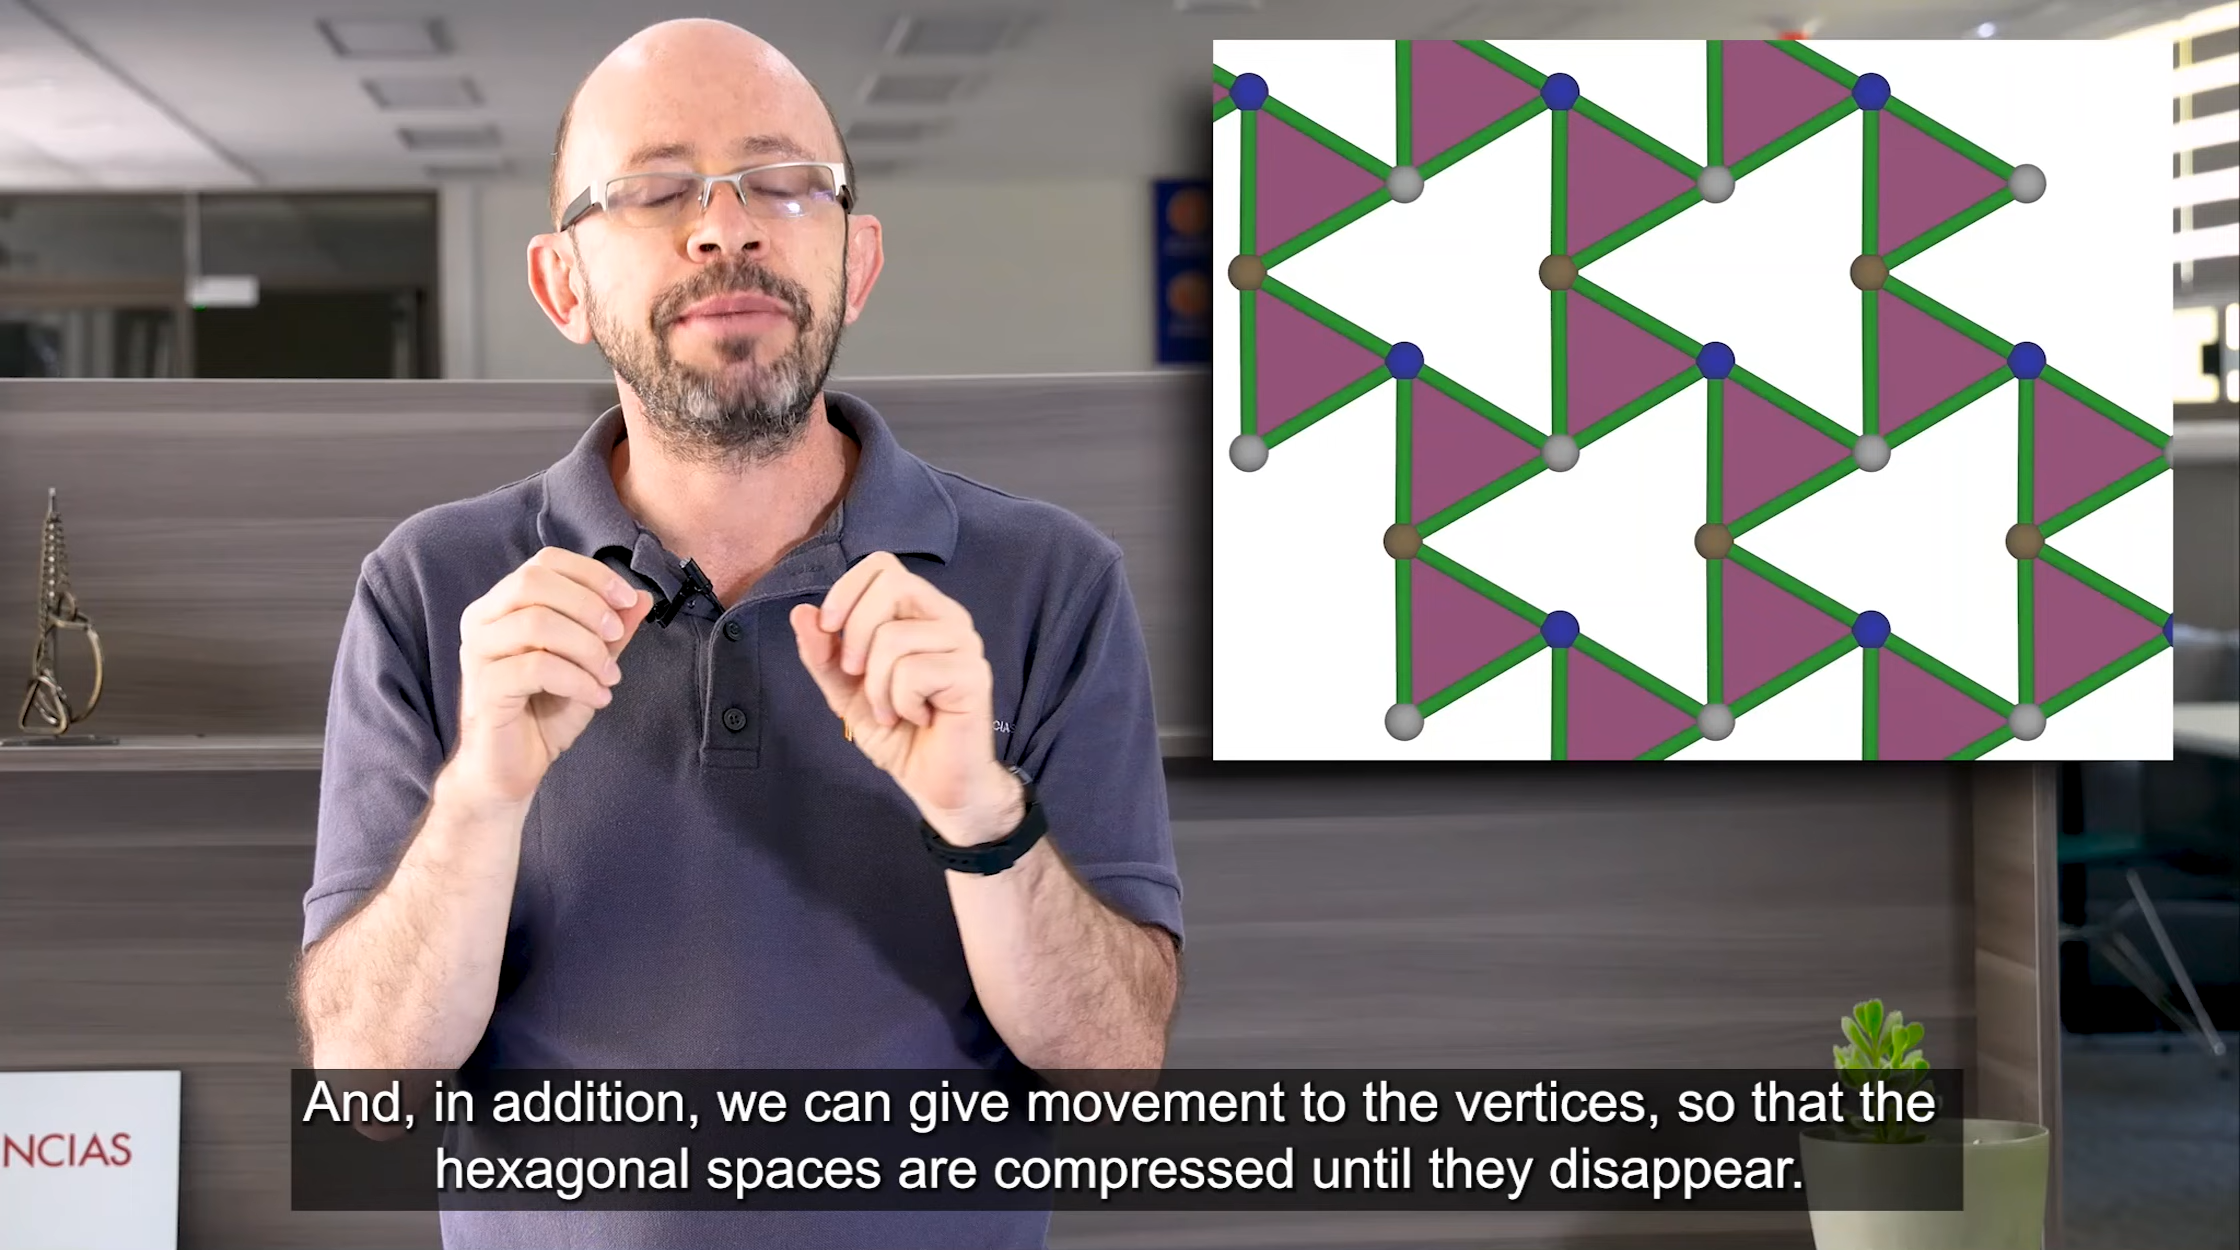 CIAS
And, in addition, we can give movement to the vertices, so that the
hexagonal spaces are compressed until they disappear.
NCIAS